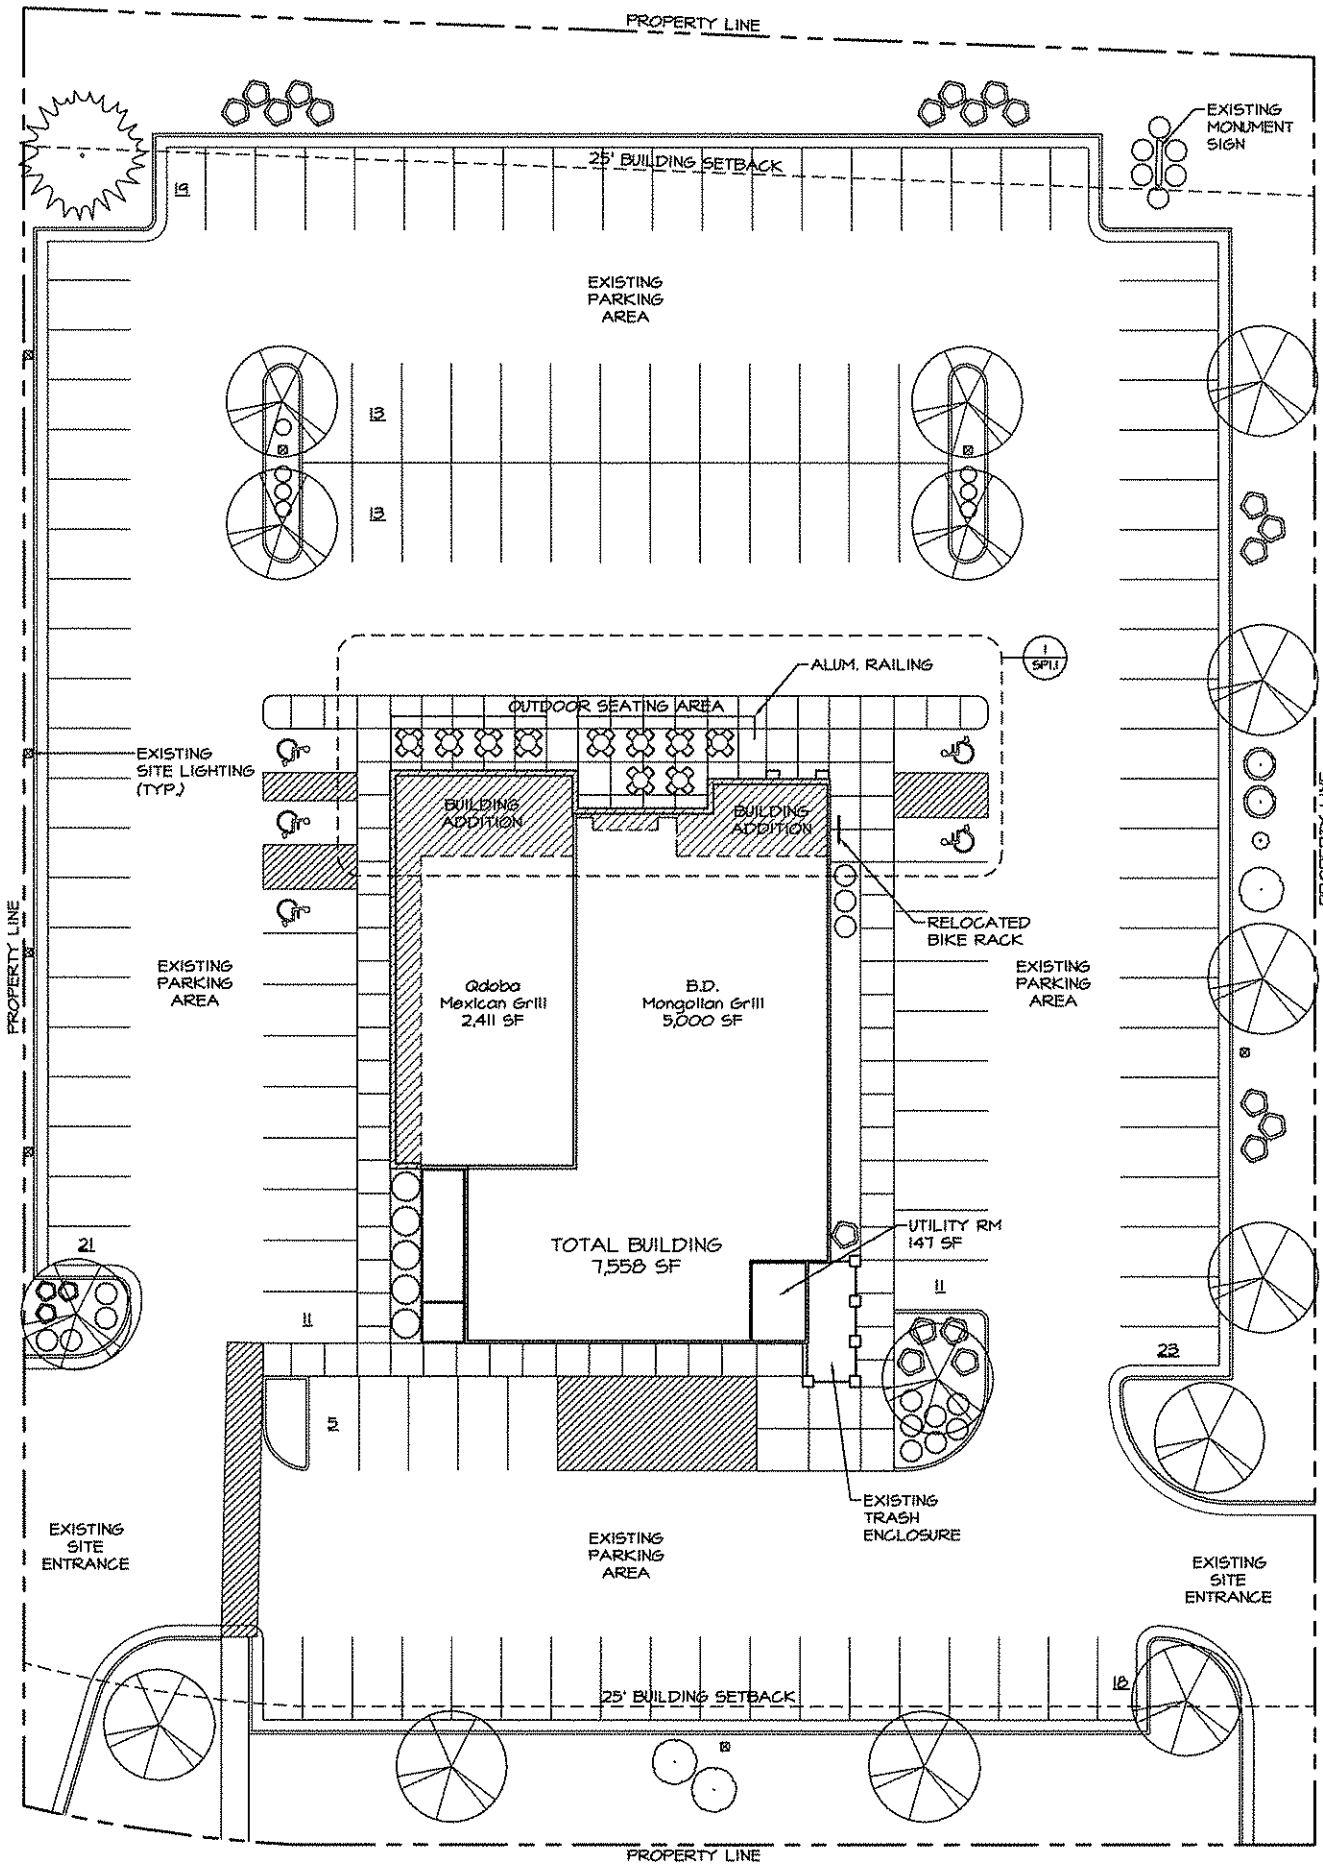 PROPERTY LINE
EXISTING
MONUMENT
SIGN
25' BUILDING SETBACK
19
EXISTING
PARKING
AREA
13
13
1
SP1.1
ALUM. RAILING
OUTDOOR SEATING AREA
EXISTING
SITE LIGHTING
(TYP.)
BUILDING
ADDITION
BUILDING
ADDITION
PROPERTY LINE
PROPERTY LINE
RELOCATED
BIKE RACK
EXISTING
PARKING
AREA
Qdoba
Mexican Grill
2,411 SF
B.D.
Mongolian Grill
5,000 SF
EXISTING
PARKING
AREA
UTILITY RM
147 SF
TOTAL BUILDING
7,558 SF
21
11
11
23
5
EXISTING
TRASH
ENCLOSURE
EXISTING
SITE
ENTRANCE
EXISTING
PARKING
AREA
EXISTING
SITE
ENTRANCE
18
25' BUILDING SETBACK
PROPERTY LINE